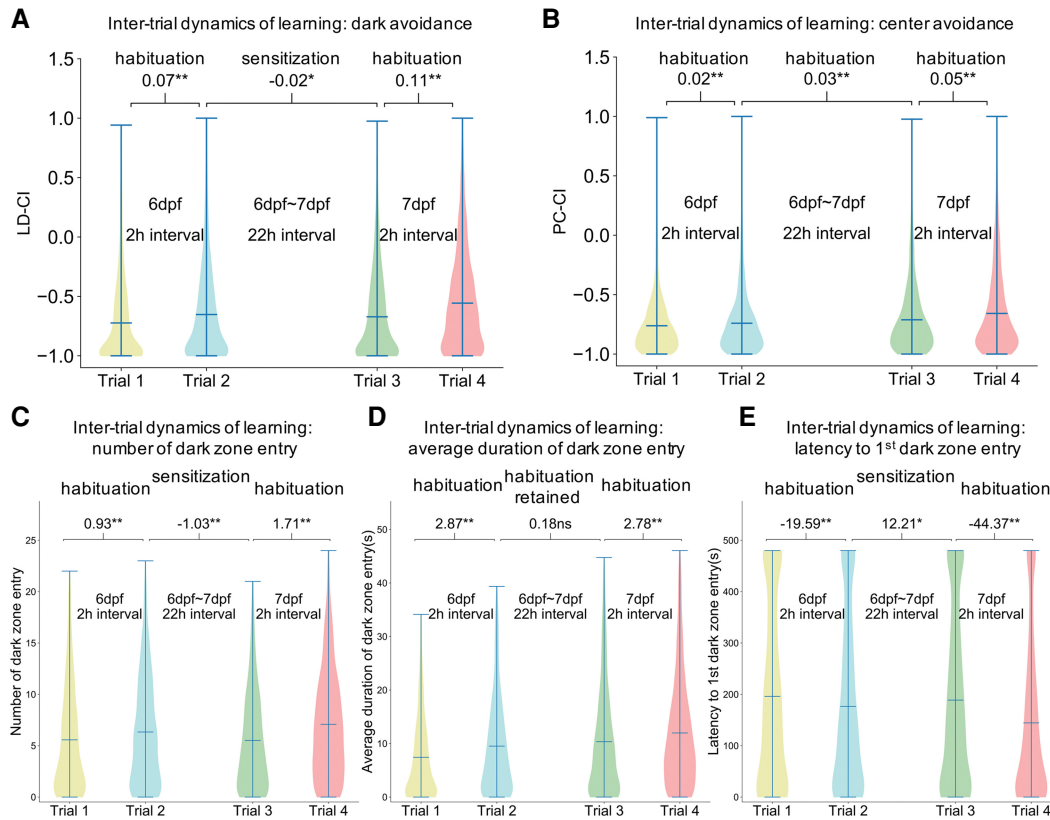 A
Inter-trial dynamics of learning: dark avoidance
habituation
sensitization
habituation
0.07**
-0.02*
0.11**
1.5
1.0
0.5
0.0
−0.5
−1.0
LD-CI
6dpf
6dpf~7dpf
7dpf
2h interval
22h interval
2h interval
Trial 1
Trial 2
Trial 3
Trial 4
B
Inter-trial dynamics of learning: center avoidance
habituation
habituation
habituation
0.02**
0.03**
0.05**
1.5
1.0
0.5
0.0
−0.5
−1.0
PC-CI
6dpf
6dpf~7dpf
7dpf
2h interval
22h interval
2h interval
Trial 1
Trial 2
Trial 3
Trial 4
C
Inter-trial dynamics of learning:
number of dark zone entry
habituation
sensitization
habituation
0.93**
-1.03**
1.71**
25
20
15
10
5
0
Number of dark zone entry
6dpf
6dpf~7dpf
7dpf
2h interval
22h interval
2h interval
Trial 1
Trial 2
Trial 3
Trial 4
D
Inter-trial dynamics of learning:
average duration of dark zone entry
habituation
habituation
retained
habituation
2.87**
0.18ns
2.78**
50
40
30
20
10
0
Average duration of dark zone entry(s)
6dpf
6dpf~7dpf
7dpf
2h interval
22h interval
2h interval
Trial 1
Trial 2
Trial 3
Trial 4
E
Inter-trial dynamics of learning:
latency to 1st dark zone entry
habituation
sensitization
habituation
-19.59**
12.21*
-44.37**
500
400
300
200
100
0
Latency to 1st dark zone entry(s)
6dpf
6dpf~7dpf
7dpf
2h interval
22h interval
2h interval
Trial 1
Trial 2
Trial 3
Trial 4